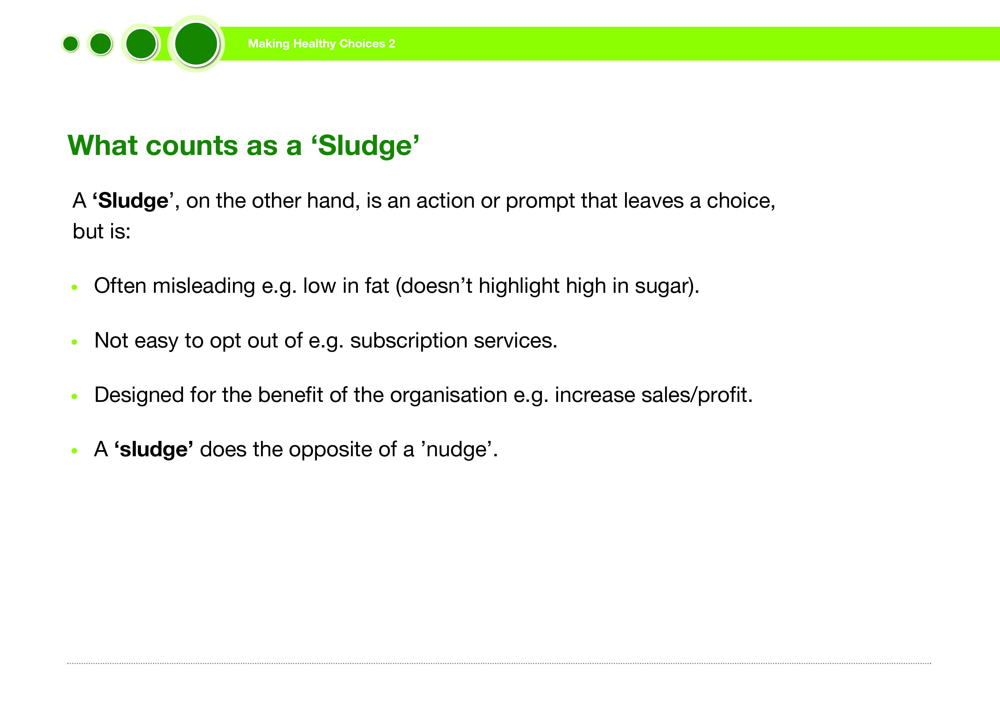 Making Healthy Choices 2
What counts as a ‘Sludge’
A ‘Sludge’, on the other hand, is an action or prompt that leaves a choice,
but is:
• Often misleading e.g. low in fat (doesn’t highlight high in sugar).
• Not easy to opt out of e.g. subscription services.
• Designed for the benefit of the organisation e.g. increase sales/profit.
• A ‘sludge’ does the opposite of a ’nudge’.